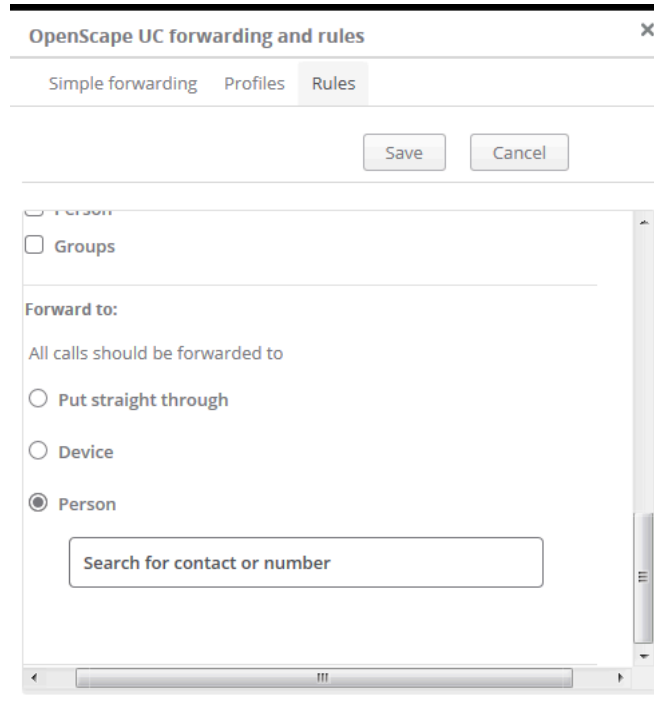 OpenScape UC forwarding and rules
Simple forwarding Profiles Rules
Save Cancel
Person
Groups
Forward to:
All calls should be forwarded to
Put straight through
Device
Person
Search for contact or number